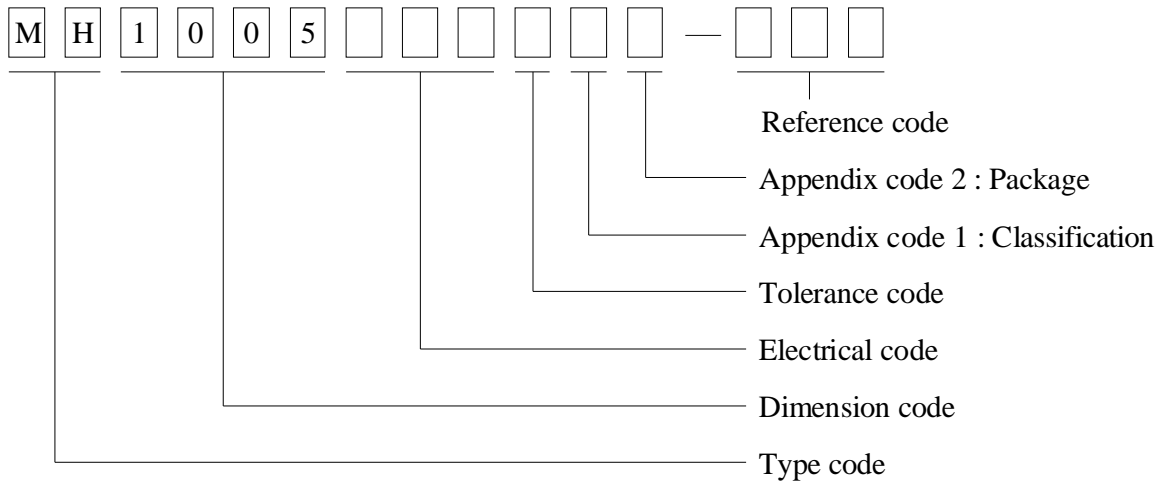 M H 1 0 0 5 —
Reference code
Appendix code 2 : Package
Appendix code 1 : Classification
Tolerance code
Electrical code
Dimension code
Type code